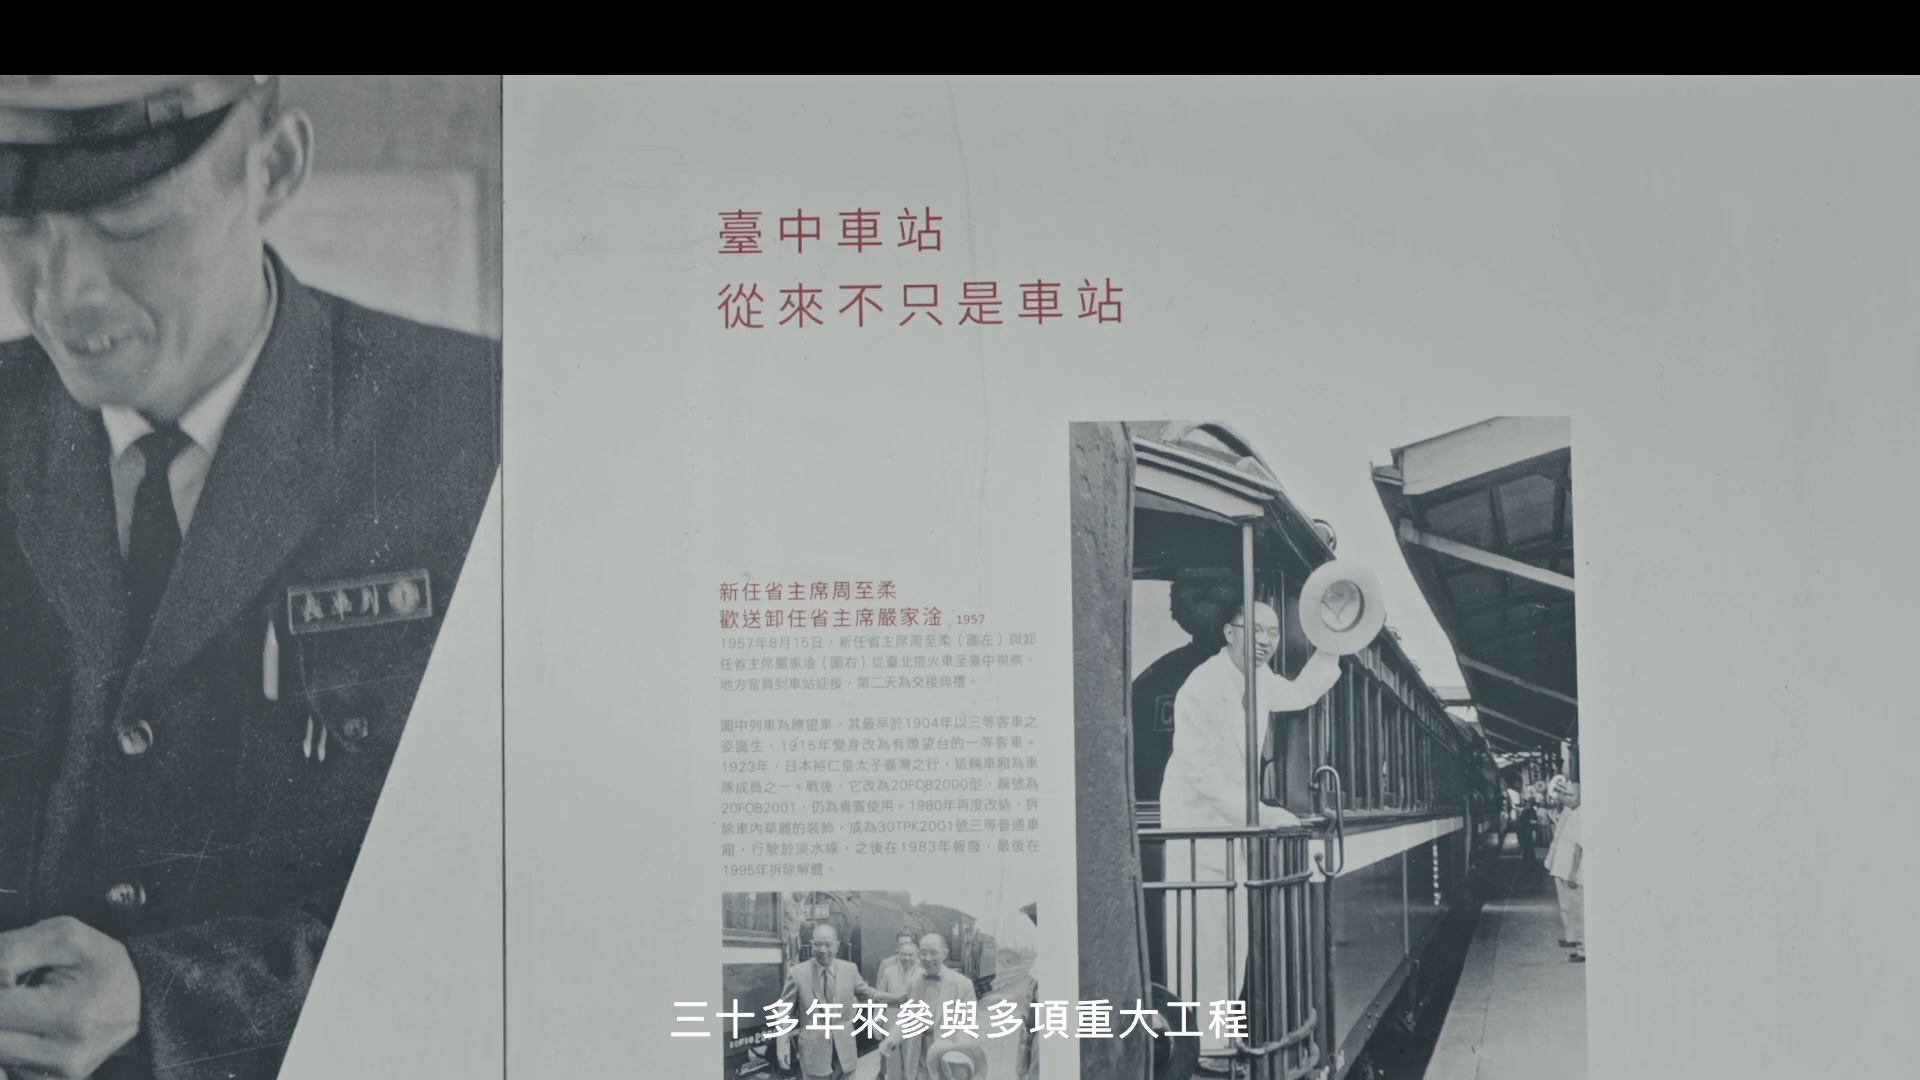 臺中車站
從來不只是車站
新任省主席周至柔
歡送卸任省主席嚴家淦，1957
1957年8月15日，新任省主席周至柔（圖左）與卸
任省主席嚴家淦（圖右）從臺北搭火車至臺中視察，
地方官員到車站迎接，第二天為交接典禮。
圖中列車為瞭望車，其最早於1904年以三等客車之
姿誕生，1915年變身改為有瞭望台的一等客車。
1923年，日本裕仁皇太子臺灣之行，這輛車廂為車
隊成員之一。戰後，它改為20FOB2000型，編號為
20FOB2001，仍為貴賓使用。1980年再度改造，拆
除車內華麗的裝飾，成為30TPK2001號三等普通車
廂，行駛於淡水線，之後在1983年報廢，最後在
1995年拆除解體。
三十多年來參與多項重大工程